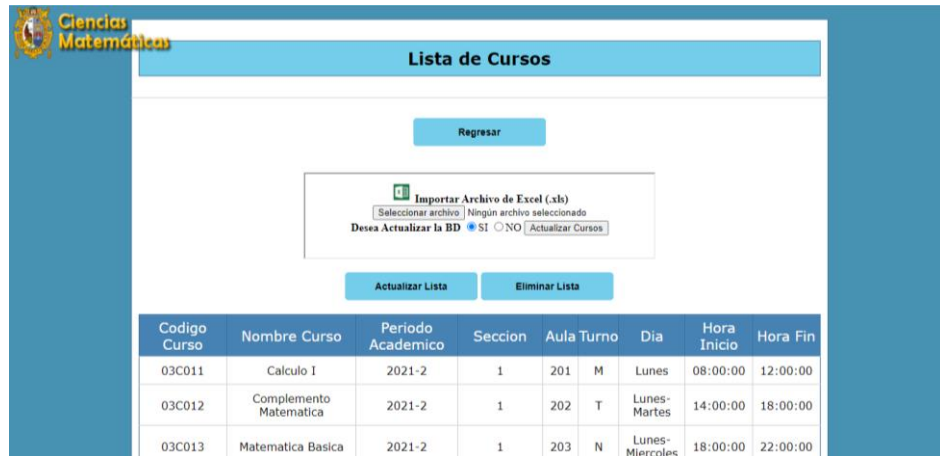 Ciencias
Matemáticas
Lista de Cursos
Regresar
Importar Archivo de Excel (.xls)
Seleccionar archivo Ningún archivo seleccionado
Desea Actualizar la BD SI NO Actualizar Cursos
Actualizar Lista Eliminar Lista
Codigo Curso Nombre Curso Periodo Academico Seccion Aula Turno Dia Hora Inicio Hora Fin
03C011 Calculo I 2021-2 1 201 M Lunes 08:00:00 12:00:00
03C012 Complemento Matematica 2021-2 1 202 T Lunes-Martes 14:00:00 18:00:00
03C013 Matematica Basica 2021-2 1 203 N Lunes-Miercoles 18:00:00 22:00:00